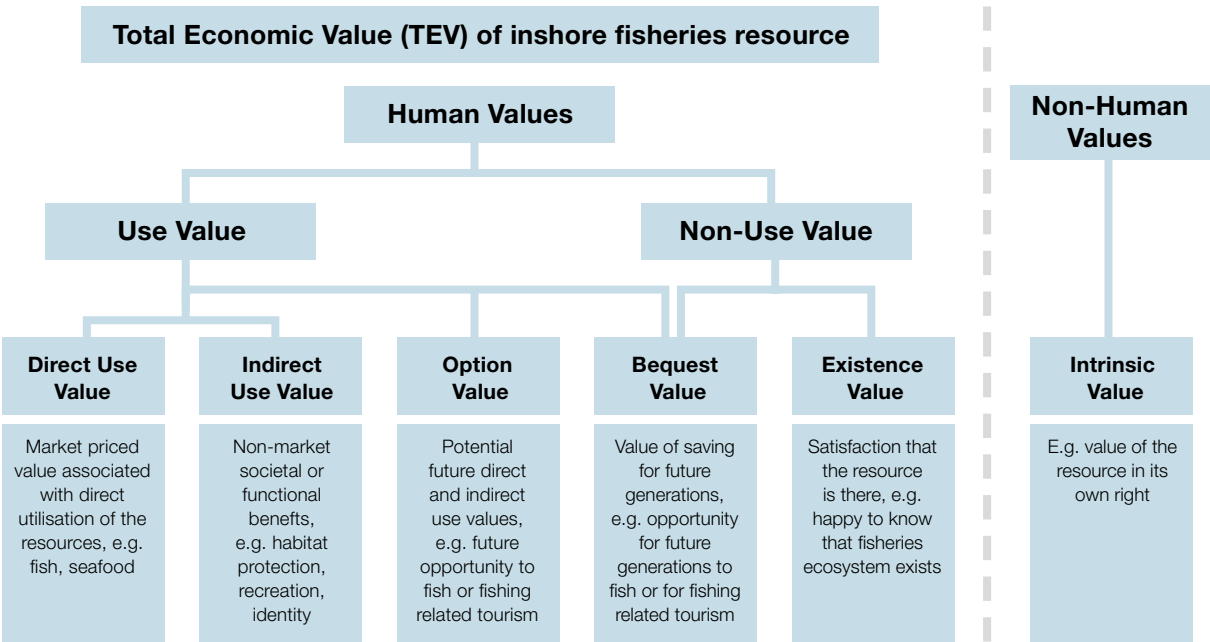 Total Economic Value (TEV) of inshore fisheries resource
Human Values
Non-Human
Values
Use Value
Non-Use Value
Direct Use
Value
Market priced
value associated
with direct
utilisation of the
resources, e.g.
fish, seafood
Indirect
Use Value
Non-market
societal or
functional
benefts,
e.g. habitat
protection,
recreation,
identity
Option
Value
Potential
future direct
and indirect
use values,
e.g. future
opportunity to
fish or fishing
related tourism
Bequest
Value
Value of saving
for future
generations,
e.g. opportunity
for future
generations to
fish or for fishing
related tourism
Existence
Value
Satisfaction that
the resource
is there, e.g.
happy to know
that fisheries
ecosystem exists
Intrinsic
Value
E.g. value of the
resource in its
own right